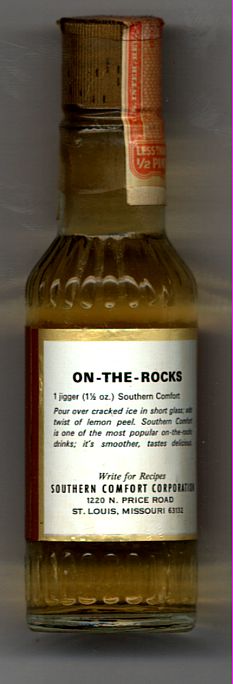 LESS THAN
1/2 PINT
ON-THE-ROCKS
1 jigger (1½ oz.) Southern Comfort
Pour over cracked ice in short glass; add
twist of lemon peel. Southern Comfort
is one of the most popular on-the-rocks
drinks; it's smoother, tastes delicious.
Write for Recipes
SOUTHERN COMFORT CORPORATION
1220 N. PRICE ROAD
ST. LOUIS, MISSOURI 63132